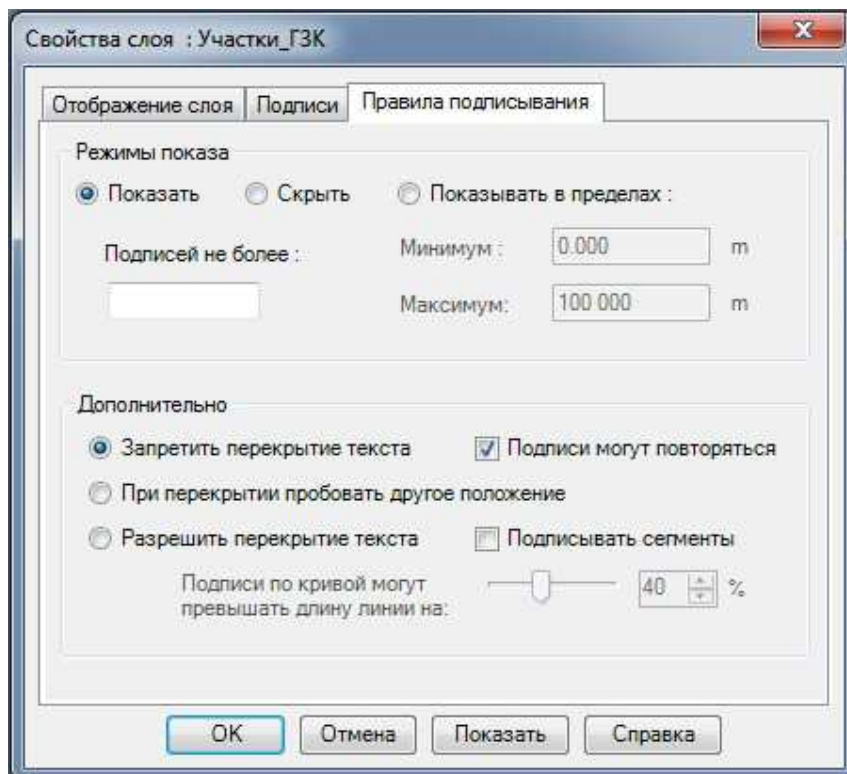 Свойства слоя : Участки_ГЗК
Отображение слоя Подписи Правила подписывания
Режимы показа
Показать Скрыть Показывать в пределах :
Подписей не более :
Минимум : 0.000 m
Максимум: 100 000 m
Дополнительно
Запретить перекрытие текста Подписи могут повторяться
При перекрытии пробовать другое положение
Разрешить перекрытие текста Подписывать сегменты
Подписи по кривой могут
превышать длину линии на:
40 %
OK Отмена Показать Справка